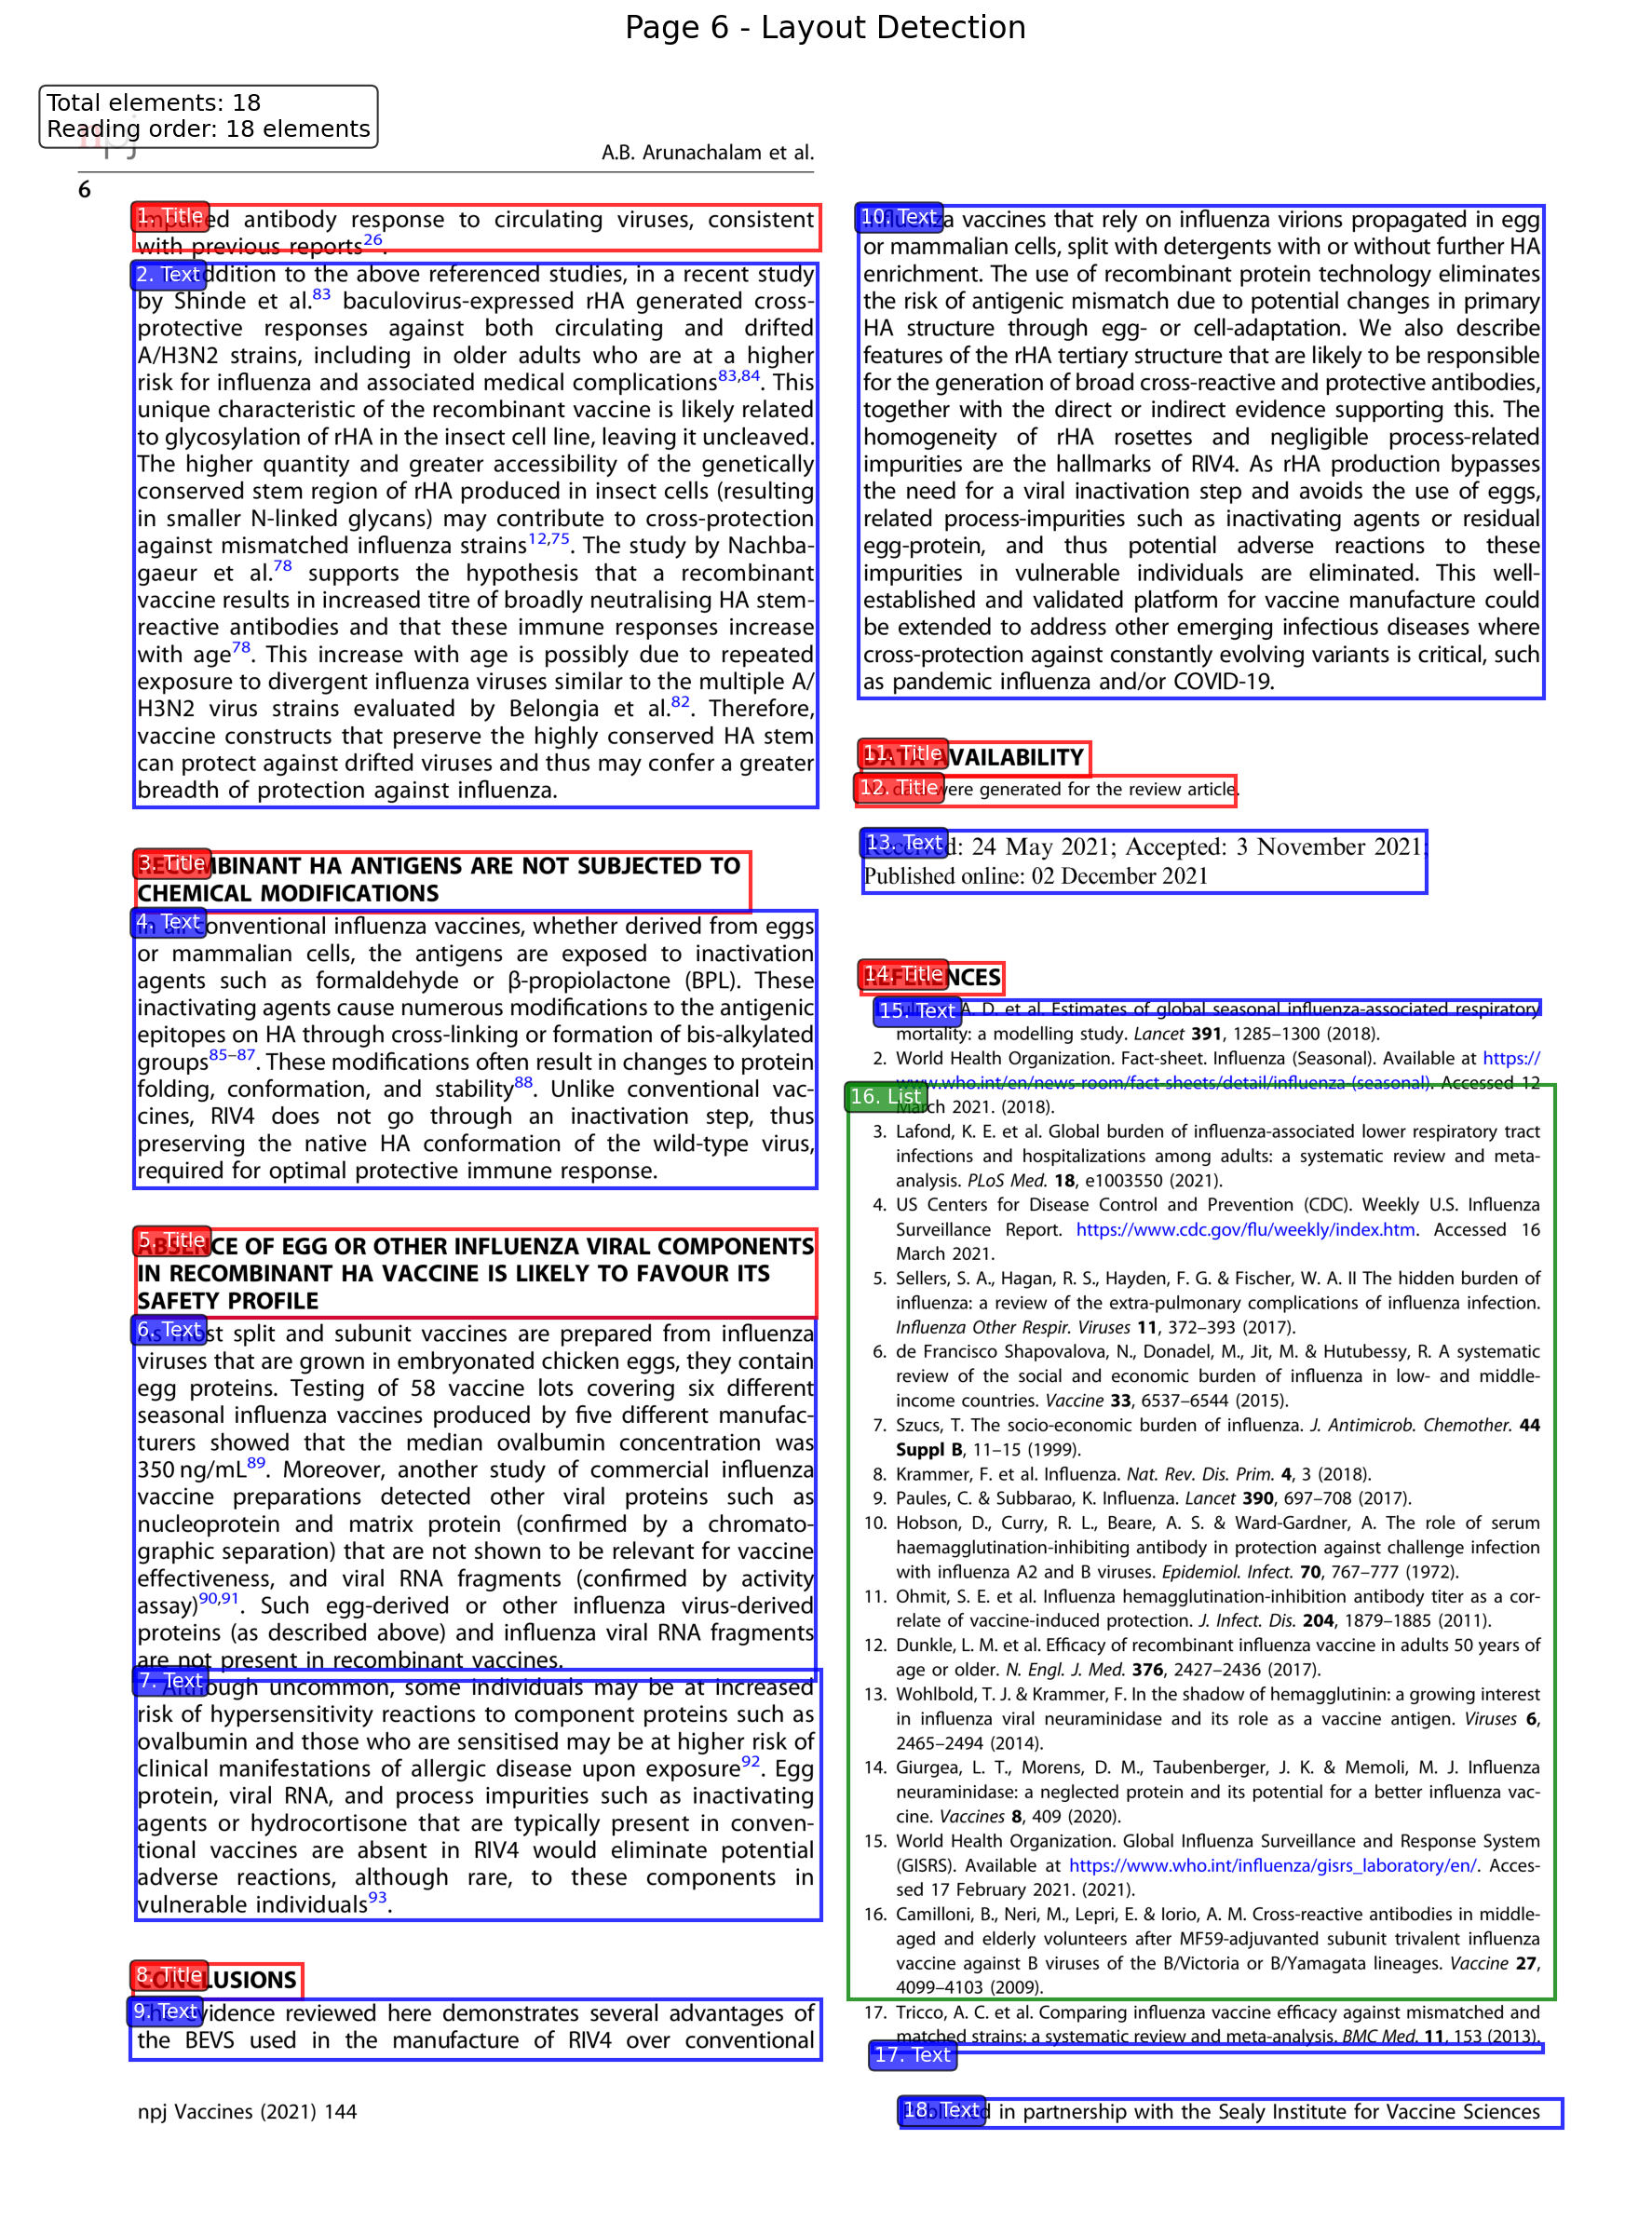 Page 6 - Layout Detection
Total elements: 18
Reading order: 18 elements
npj
A.B. Arunachalam et al.
6
1. Title
impaired antibody response to circulating viruses, consistent
with previous reports26.
2. Text
addition to the above referenced studies, in a recent study
by Shinde et al.83 baculovirus-expressed rHA generated cross-
protective responses against both circulating and drifted
A/H3N2 strains, including in older adults who are at a higher
risk for influenza and associated medical complications83,84. This
unique characteristic of the recombinant vaccine is likely related
to glycosylation of rHA in the insect cell line, leaving it uncleaved.
The higher quantity and greater accessibility of the genetically
conserved stem region of rHA produced in insect cells (resulting
in smaller N-linked glycans) may contribute to cross-protection
against mismatched influenza strains12,75. The study by Nachba-
gaeur et al.78 supports the hypothesis that a recombinant
vaccine results in increased titre of broadly neutralising HA stem-
reactive antibodies and that these immune responses increase
with age78. This increase with age is possibly due to repeated
exposure to divergent influenza viruses similar to the multiple A/
H3N2 virus strains evaluated by Belongia et al.82. Therefore,
vaccine constructs that preserve the highly conserved HA stem
can protect against drifted viruses and thus may confer a greater
breadth of protection against influenza.
3. Title
RECOMBINANT HA ANTIGENS ARE NOT SUBJECTED TO
CHEMICAL MODIFICATIONS
4. Text
In all conventional influenza vaccines, whether derived from eggs
or mammalian cells, the antigens are exposed to inactivation
agents such as formaldehyde or β-propiolactone (BPL). These
inactivating agents cause numerous modifications to the antigenic
epitopes on HA through cross-linking or formation of bis-alkylated
groups85–87. These modifications often result in changes to protein
folding, conformation, and stability88. Unlike conventional vac-
cines, RIV4 does not go through an inactivation step, thus
preserving the native HA conformation of the wild-type virus,
required for optimal protective immune response.
5. Title
ABSENCE OF EGG OR OTHER INFLUENZA VIRAL COMPONENTS
IN RECOMBINANT HA VACCINE IS LIKELY TO FAVOUR ITS
SAFETY PROFILE
6. Text
As most split and subunit vaccines are prepared from influenza
viruses that are grown in embryonated chicken eggs, they contain
egg proteins. Testing of 58 vaccine lots covering six different
seasonal influenza vaccines produced by five different manufac-
turers showed that the median ovalbumin concentration was
350 ng/mL89. Moreover, another study of commercial influenza
vaccine preparations detected other viral proteins such as
nucleoprotein and matrix protein (confirmed by a chromato-
graphic separation) that are not shown to be relevant for vaccine
effectiveness, and viral RNA fragments (confirmed by activity
assay)90,91. Such egg-derived or other influenza virus-derived
proteins (as described above) and influenza viral RNA fragments
are not present in recombinant vaccines.
7. Text
Although uncommon, some individuals may be at increased
risk of hypersensitivity reactions to component proteins such as
ovalbumin and those who are sensitised may be at higher risk of
clinical manifestations of allergic disease upon exposure92. Egg
protein, viral RNA, and process impurities such as inactivating
agents or hydrocortisone that are typically present in conven-
tional vaccines are absent in RIV4 would eliminate potential
adverse reactions, although rare, to these components in
vulnerable individuals93.
8. Title
CONCLUSIONS
9. Text
The evidence reviewed here demonstrates several advantages of
the BEVS used in the manufacture of RIV4 over conventional
10. Text
influenza vaccines that rely on influenza virions propagated in egg
or mammalian cells, split with detergents with or without further HA
enrichment. The use of recombinant protein technology eliminates
the risk of antigenic mismatch due to potential changes in primary
HA structure through egg- or cell-adaptation. We also describe
features of the rHA tertiary structure that are likely to be responsible
for the generation of broad cross-reactive and protective antibodies,
together with the direct or indirect evidence supporting this. The
homogeneity of rHA rosettes and negligible process-related
impurities are the hallmarks of RIV4. As rHA production bypasses
the need for a viral inactivation step and avoids the use of eggs,
related process-impurities such as inactivating agents or residual
egg-protein, and thus potential adverse reactions to these
impurities in vulnerable individuals are eliminated. This well-
established and validated platform for vaccine manufacture could
be extended to address other emerging infectious diseases where
cross-protection against constantly evolving variants is critical, such
as pandemic influenza and/or COVID-19.
11. Title
DATA AVAILABILITY
12. Title
No data were generated for the review article.
13. Text
Received: 24 May 2021; Accepted: 3 November 2021;
Published online: 02 December 2021
14. Title
REFERENCES
15. Text
A. D. et al. Estimates of global seasonal influenza-associated respiratory
mortality: a modelling study. Lancet 391, 1285–1300 (2018).
2. World Health Organization. Fact-sheet. Influenza (Seasonal). Available at https://
www.who.int/en/news-room/fact-sheets/detail/influenza-(seasonal). Accessed 12
16. List
March 2021. (2018).
3. Lafond, K. E. et al. Global burden of influenza-associated lower respiratory tract
infections and hospitalizations among adults: a systematic review and meta-
analysis. PLoS Med. 18, e1003550 (2021).
4. US Centers for Disease Control and Prevention (CDC). Weekly U.S. Influenza
Surveillance Report. https://www.cdc.gov/flu/weekly/index.htm. Accessed 16
March 2021.
5. Sellers, S. A., Hagan, R. S., Hayden, F. G. & Fischer, W. A. II The hidden burden of
influenza: a review of the extra-pulmonary complications of influenza infection.
Influenza Other Respir. Viruses 11, 372–393 (2017).
6. de Francisco Shapovalova, N., Donadel, M., Jit, M. & Hutubessy, R. A systematic
review of the social and economic burden of influenza in low- and middle-
income countries. Vaccine 33, 6537–6544 (2015).
7. Szucs, T. The socio-economic burden of influenza. J. Antimicrob. Chemother. 44
Suppl B, 11–15 (1999).
8. Krammer, F. et al. Influenza. Nat. Rev. Dis. Prim. 4, 3 (2018).
9. Paules, C. & Subbarao, K. Influenza. Lancet 390, 697–708 (2017).
10. Hobson, D., Curry, R. L., Beare, A. S. & Ward-Gardner, A. The role of serum
haemagglutination-inhibiting antibody in protection against challenge infection
with influenza A2 and B viruses. Epidemiol. Infect. 70, 767–777 (1972).
11. Ohmit, S. E. et al. Influenza hemagglutination-inhibition antibody titer as a cor-
relate of vaccine-induced protection. J. Infect. Dis. 204, 1879–1885 (2011).
12. Dunkle, L. M. et al. Efficacy of recombinant influenza vaccine in adults 50 years of
age or older. N. Engl. J. Med. 376, 2427–2436 (2017).
13. Wohlbold, T. J. & Krammer, F. In the shadow of hemagglutinin: a growing interest
in influenza viral neuraminidase and its role as a vaccine antigen. Viruses 6,
2465–2494 (2014).
14. Giurgea, L. T., Morens, D. M., Taubenberger, J. K. & Memoli, M. J. Influenza
neuraminidase: a neglected protein and its potential for a better influenza vac-
cine. Vaccines 8, 409 (2020).
15. World Health Organization. Global Influenza Surveillance and Response System
(GISRS). Available at https://www.who.int/influenza/gisrs_laboratory/en/. Acces-
sed 17 February 2021. (2021).
16. Camilloni, B., Neri, M., Lepri, E. & Iorio, A. M. Cross-reactive antibodies in middle-
aged and elderly volunteers after MF59-adjuvanted subunit trivalent influenza
vaccine against B viruses of the B/Victoria or B/Yamagata lineages. Vaccine 27,
4099–4103 (2009).
17. Tricco, A. C. et al. Comparing influenza vaccine efficacy against mismatched and
matched strains: a systematic review and meta-analysis. BMC Med. 11, 153 (2013).
17. Text
npj Vaccines (2021) 144
18. Text
Published in partnership with the Sealy Institute for Vaccine Sciences